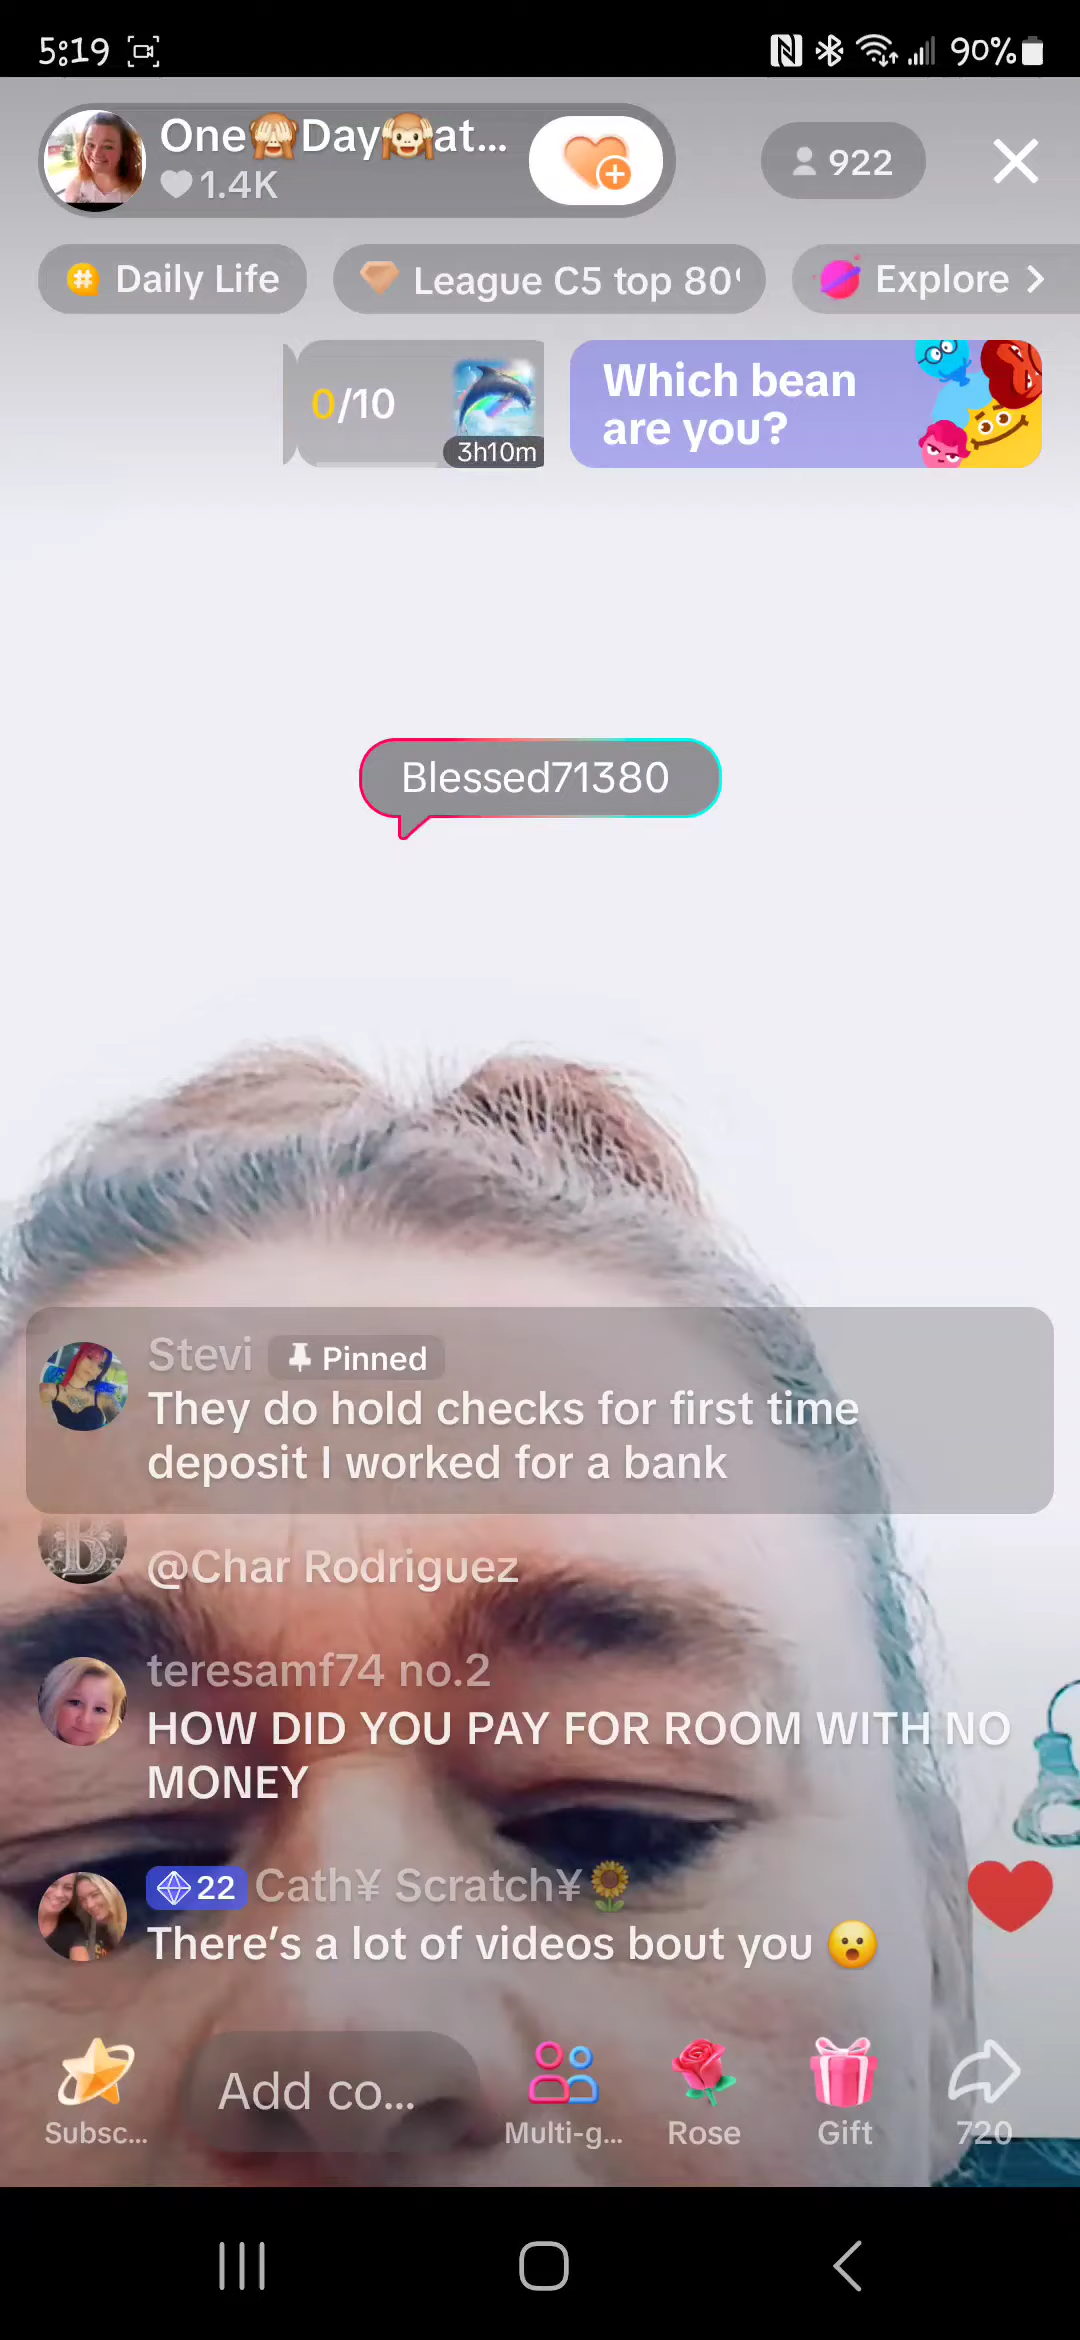 5:19
90%
One🙈Day🙉at...
1.4K
922
Daily Life
League C5 top 80
Explore >
0/10
3h10m
Which bean
are you?
Blessed71380
Stevi Pinned
They do hold checks for first time
deposit I worked for a bank
@Char Rodriguez
teresamf74 no.2
HOW DID YOU PAY FOR ROOM WITH NO
MONEY
22 Cath¥ Scratch¥🌻
There’s a lot of videos bout you 😮
Add co...
Subsc...
Multi-g...
Rose
Gift
720